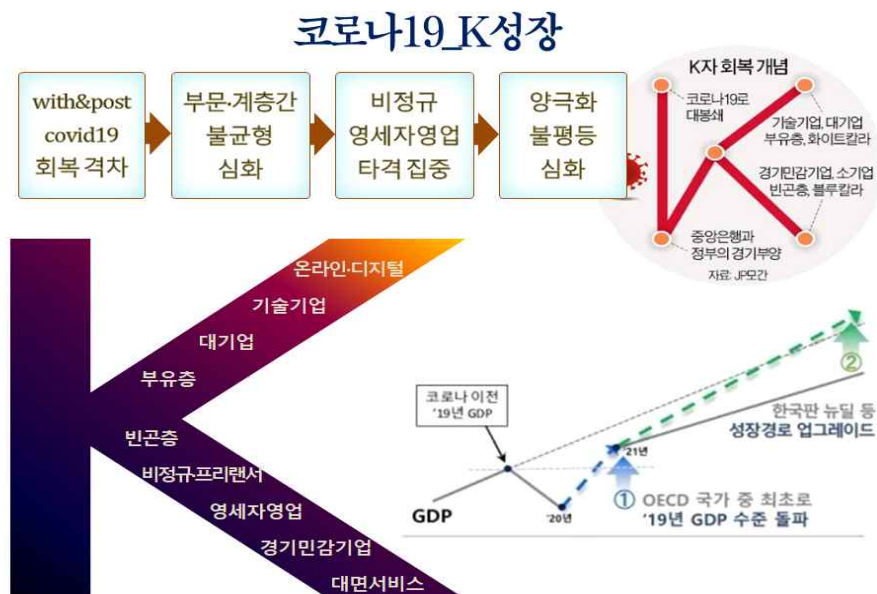 코로나19_K성장
with&post
covid19
회복 격차
부문·계층간
불균형
심화
비정규
영세자영업
타격 집중
양극화
불평등
심화
K자 회복 개념
코로나19로
대봉쇄
기술기업, 대기업
부유층, 화이트칼라
경기민감기업, 소기업
빈곤층, 블루칼라
중앙은행과
정부의 경기부양
자료: JP모간
온라인·디지털
기술기업
대기업
부유층
빈곤층
비정규·프리랜서
영세자영업
경기민감기업
대면서비스
코로나 이전
'19년 GDP
GDP
'20년
'21년
① OECD 국가 중 최초로
'19년 GDP 수준 돌파
②
한국판 뉴딜 등
성장경로 업그레이드